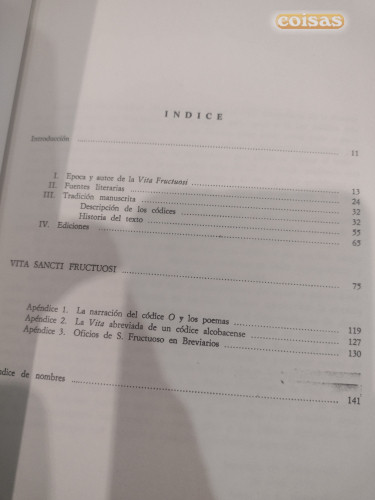 coisas
INDICE
Introducción 11
I. Epoca y autor de la Vita Fructuosi 13
II. Fuentes literarias 24
III. Tradición manuscrita 32
Descripción de los códices 32
Historia del texto 55
IV. Ediciones 65
VITA SANCTI FRUCTUOSI 75
Apéndice 1. La narración del códice O y los poemas 119
Apéndice 2. La Vita abreviada de un códice alcobacense 127
Apéndice 3. Oficios de S. Fructuoso en Breviarios 130
ndice de nombres 141